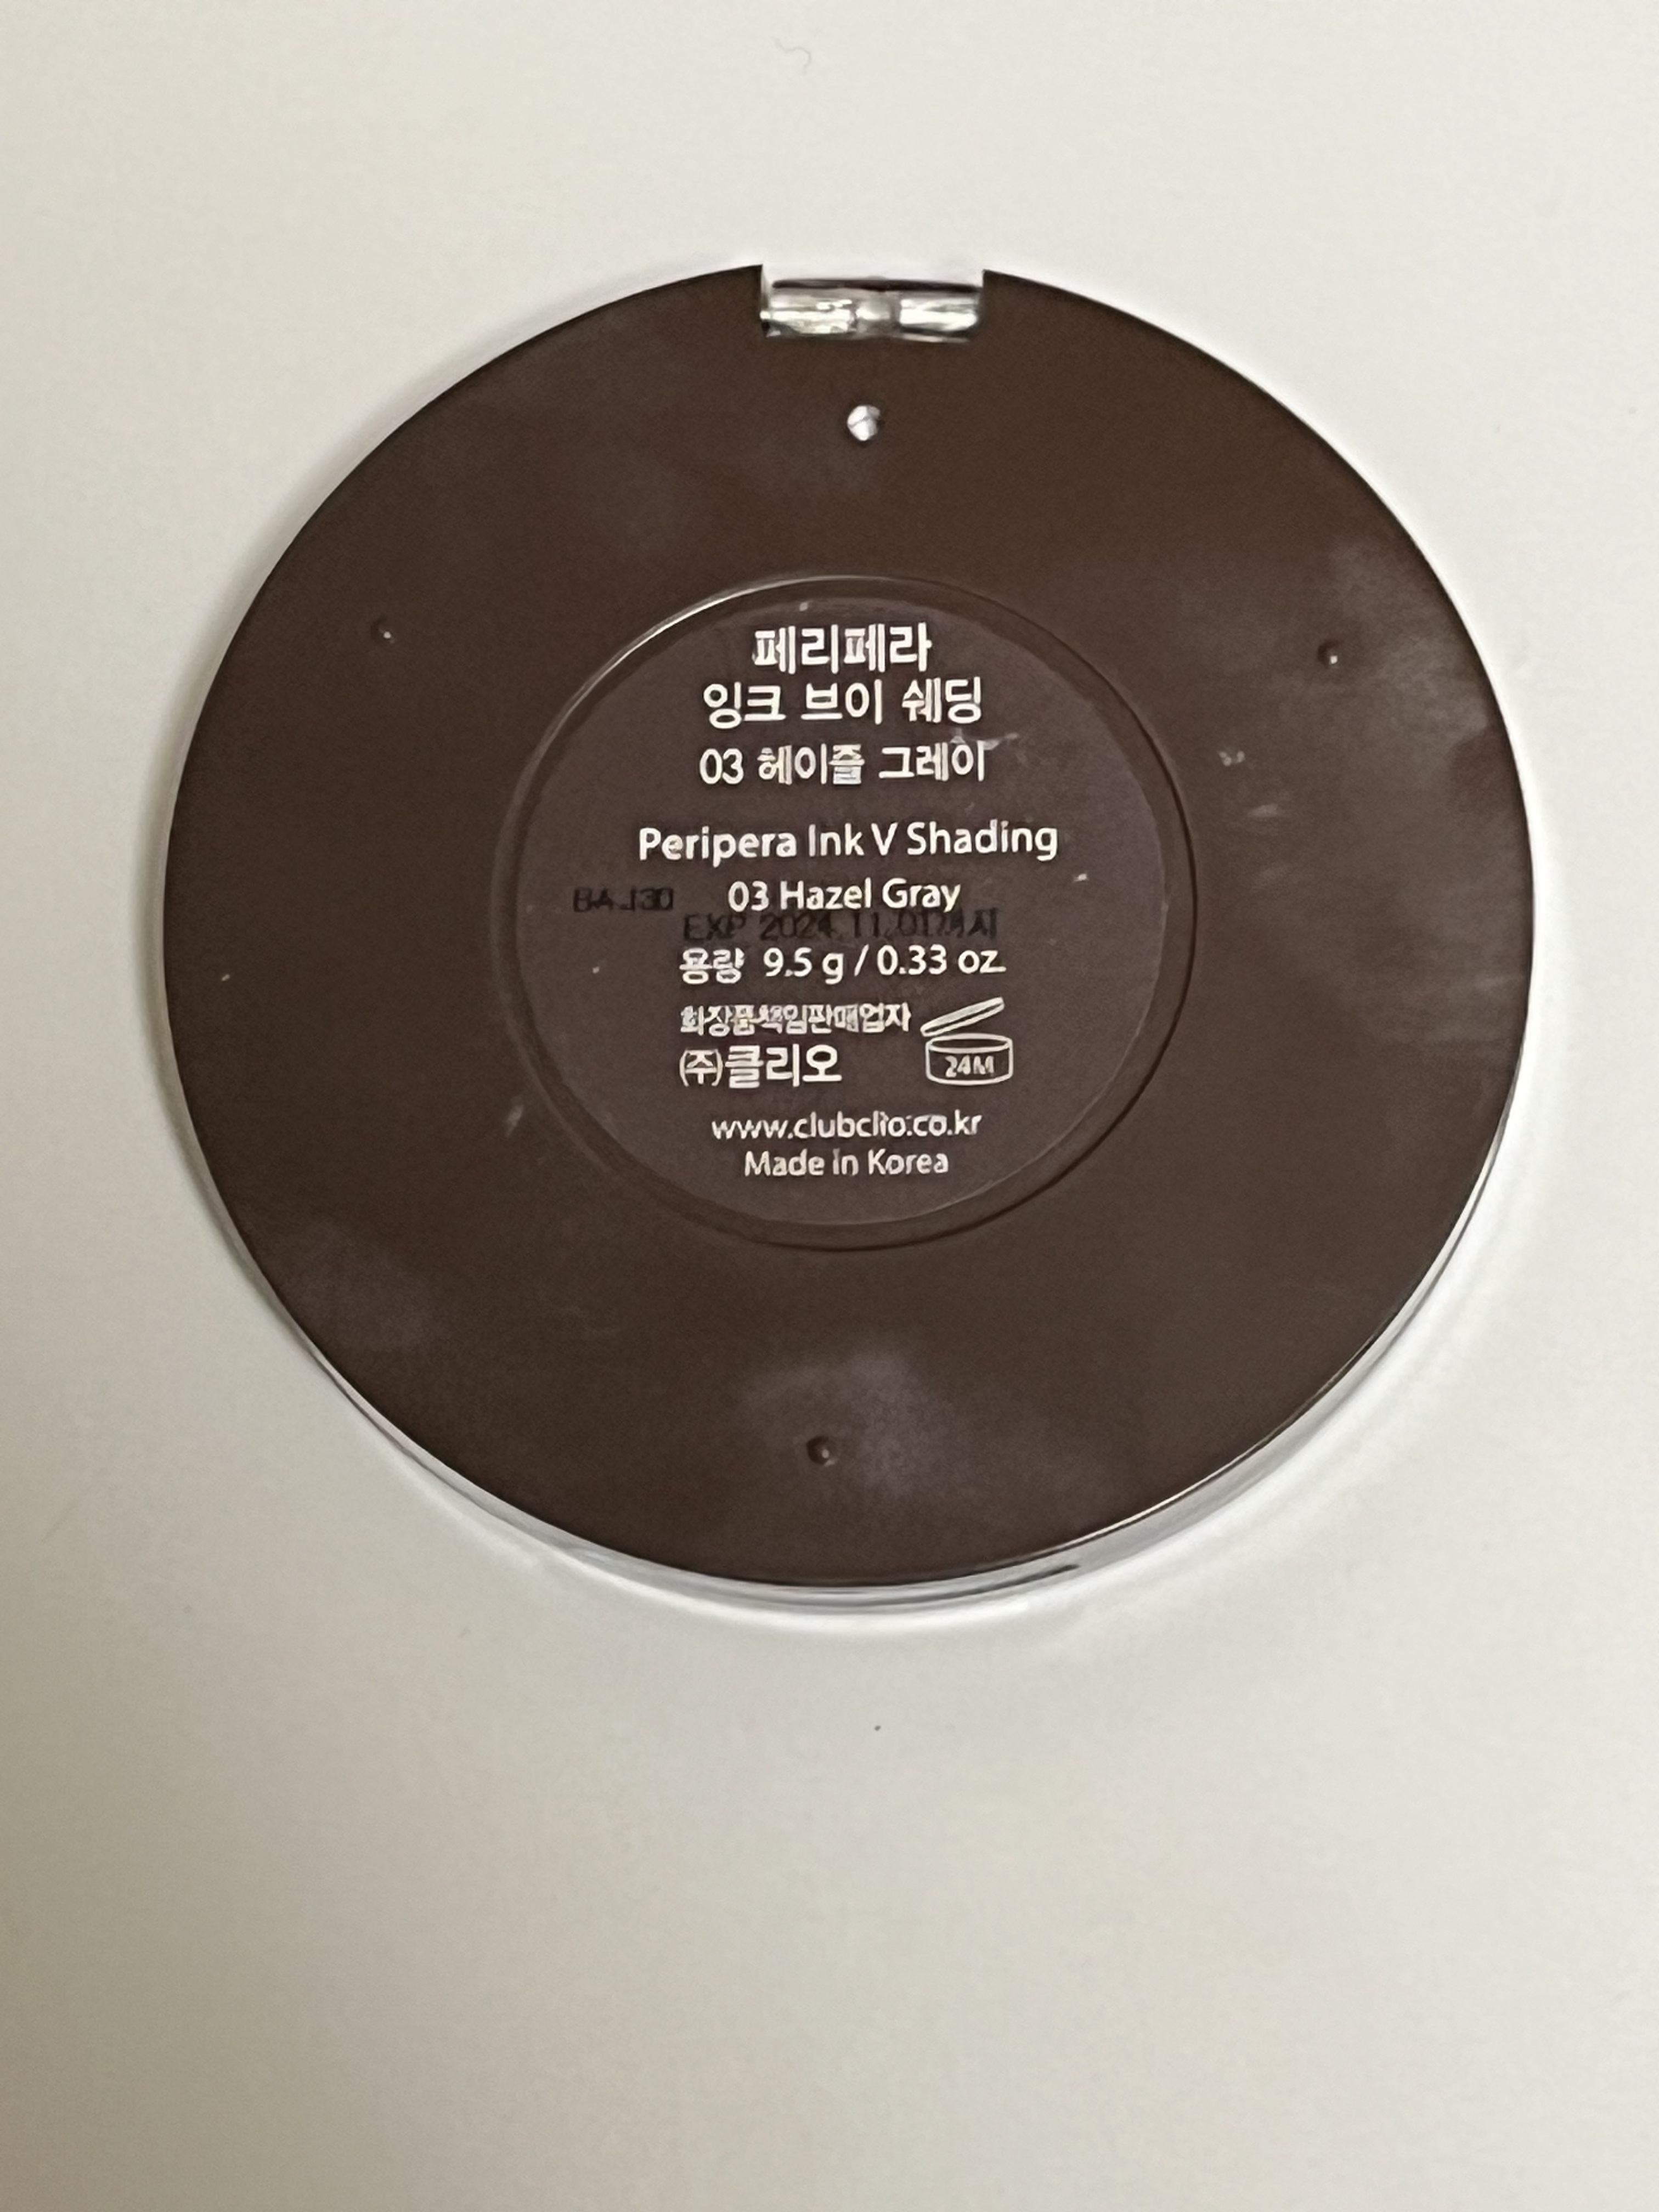 페리페라
잉크 브이 쉐딩
03 헤이즐 그레이
Peripera Ink V Shading
03 Hazel Gray
EXP 2024.11.01까지
용량 9.5 g / 0.33 oz.
화장품책임판매업자
㈜클리오
24M
www.clubclio.co.kr
Made in Korea